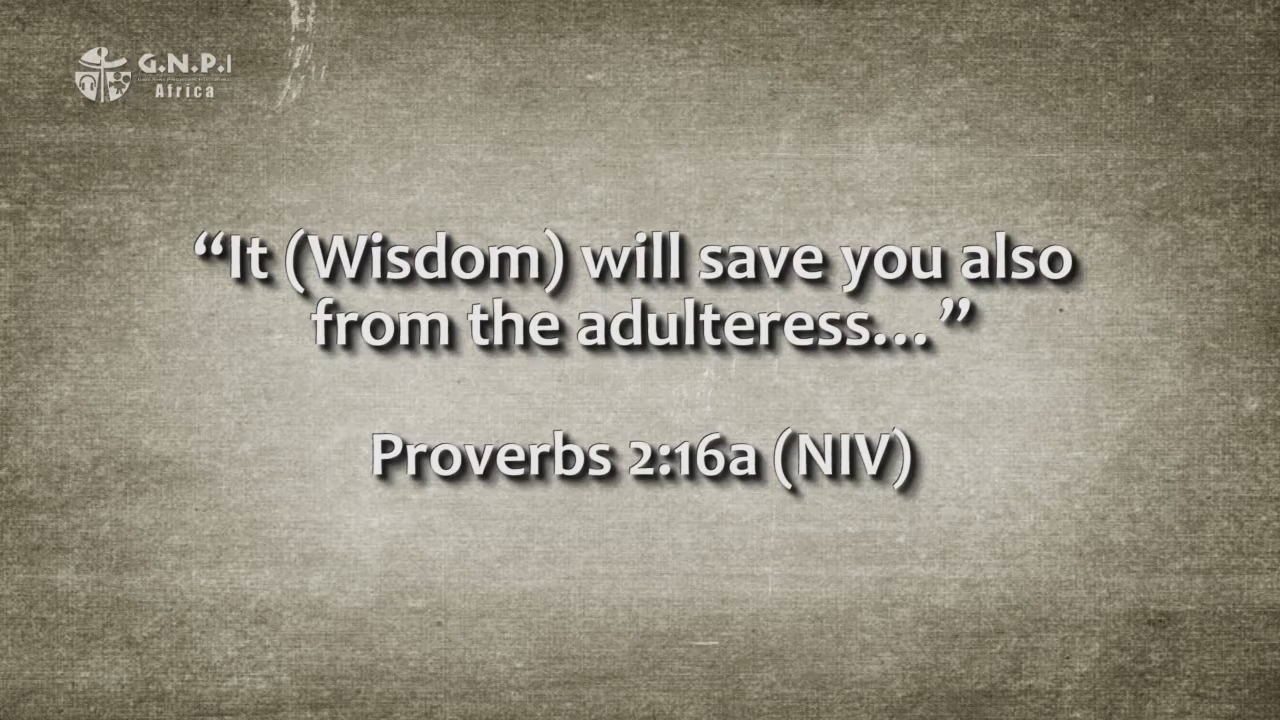 G.N.P.I
Africa
“It (Wisdom) will save you also
from the adulteress...”
Proverbs 2:16a (NIV)